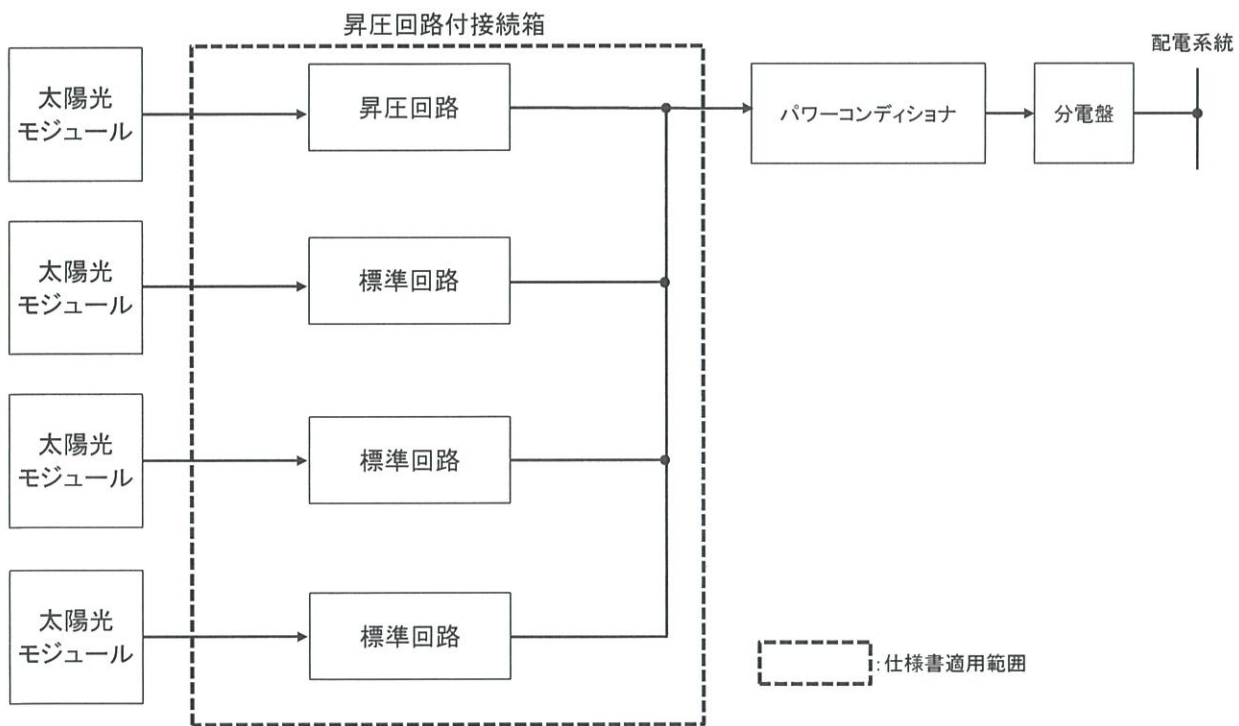 昇圧回路付接続箱
配電系統
太陽光
モジュール
昇圧回路
パワーコンディショナ
分電盤
太陽光
モジュール
標準回路
太陽光
モジュール
標準回路
太陽光
モジュール
標準回路
:仕様書適用範囲